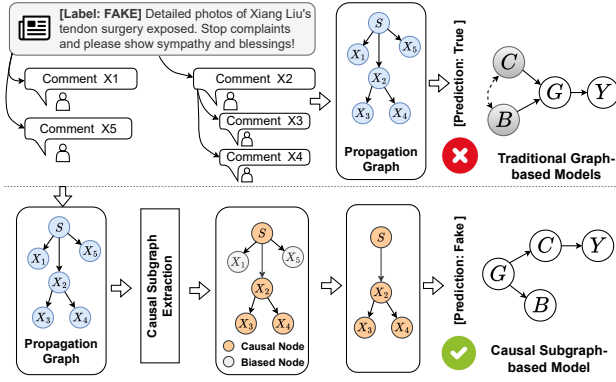 [Label: FAKE] Detailed photos of Xiang Liu's
tendon surgery exposed. Stop complaints
and please show sympathy and blessings!
Comment X1
Comment X5
Comment X2
Comment X3
Comment X4
S
X1
X5
X2
X3
X4
Propagation
Graph
[Prediction: True]
C
B
G
Y
Traditional Graph-
based Models
S
X1
X5
X2
X3
X4
Propagation
Graph
Causal Subgraph
Extraction
S
X1
X5
X2
X3
X4
Causal Node
Biased Node
S
X2
X3
X4
[Prediction: Fake]
G
C
Y
B
Causal Subgraph-
based Model